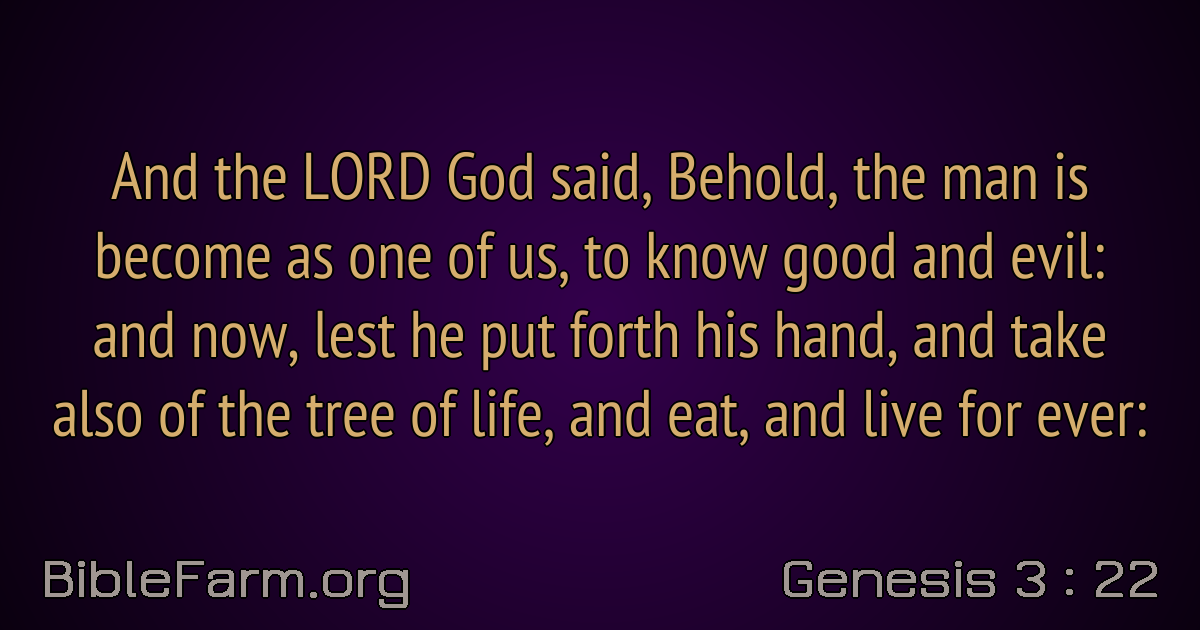 And the LORD God said, Behold, the man is
become as one of us, to know good and evil:
and now, lest he put forth his hand, and take
also of the tree of life, and eat, and live for ever:
BibleFarm.org
Genesis 3 : 22